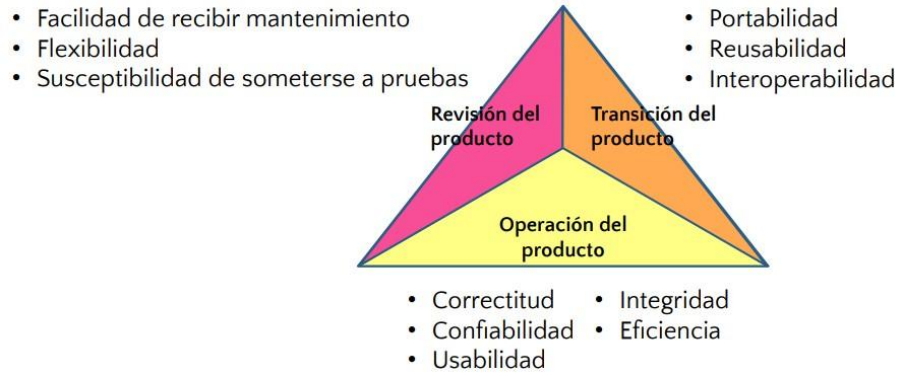 • Facilidad de recibir mantenimiento
• Flexibilidad
• Susceptibilidad de someterse a pruebas
• Portabilidad
• Reusabilidad
• Interoperabilidad
Revisión del
producto
Transición del
producto
Operación del
producto
• Correctitud
• Confiabilidad
• Usabilidad
• Integridad
• Eficiencia